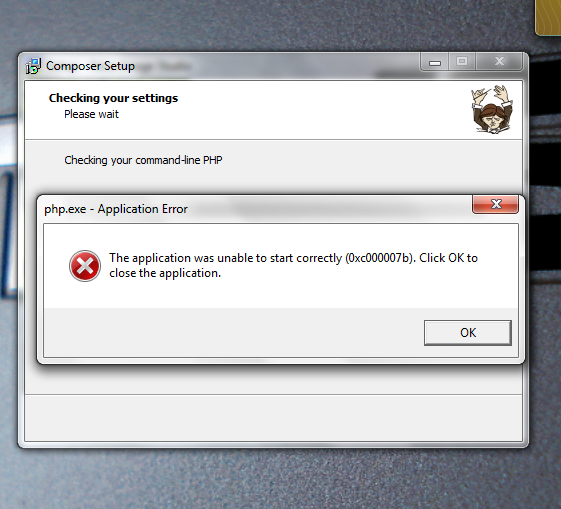 Composer Setup
Checking your settings
Please wait
Checking your command-line PHP
php.exe - Application Error
The application was unable to start correctly (0xc000007b). Click OK to
close the application.
OK